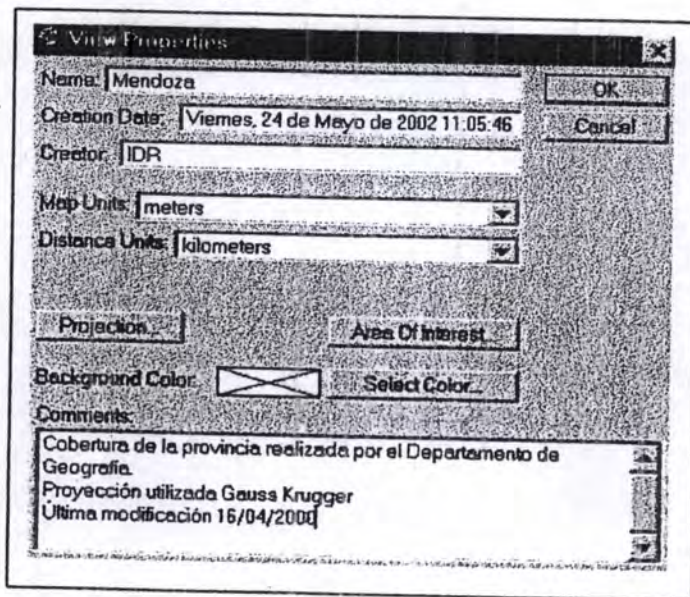 View Properties
Name: Mendoza
OK
Creation Date: Viernes, 24 de Mayo de 2002 11:05:46
Cancel
Creator: IDR
Map Units: meters
Distance Units: kilometers
Projection...
Area Of Interest...
Background Color:
Select Color...
Comments:
Cobertura de la provincia realizada por el Departamento de
Geografía.
Proyección utilizada Gauss Krugger
Última modificación 16/04/2000